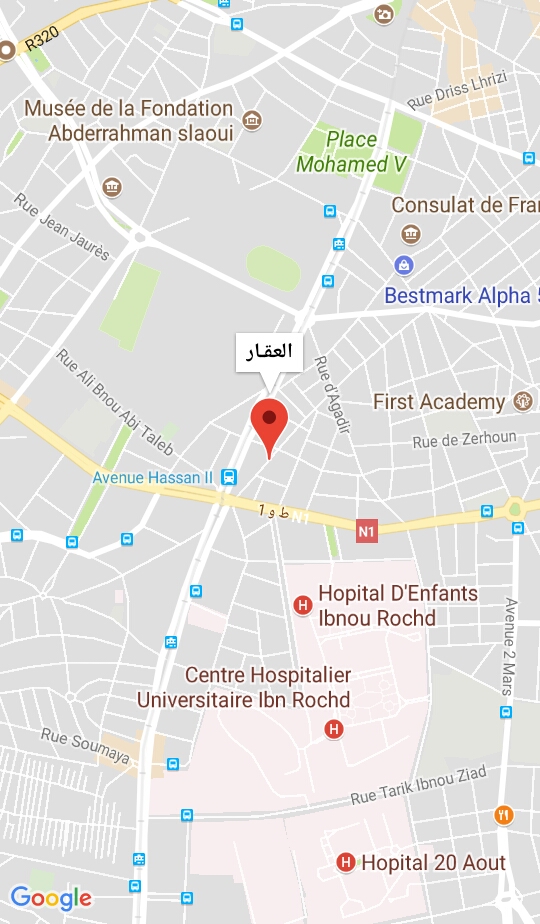 R320
Rue Driss Lhrizi
Musée de la Fondation
Abderrahman slaoui
Place
Mohamed V
Consulat de Fran
Rue Jean Jaurès
Bestmark Alpha 5
العقـار
Rue d'Agadir
Rue Ali Bnou Abi Taleb
First Academy
Rue de Zerhoun
Avenue Hassan II
ط و 1
N1
N1
Hopital D'Enfants
Ibnou Rochd
Avenue 2 Mars
Centre Hospitalier
Universitaire Ibn Rochd
H
H
Rue Soumaya
Rue Tarik Ibnou Ziad
H
Hopital 20 Aout
Google